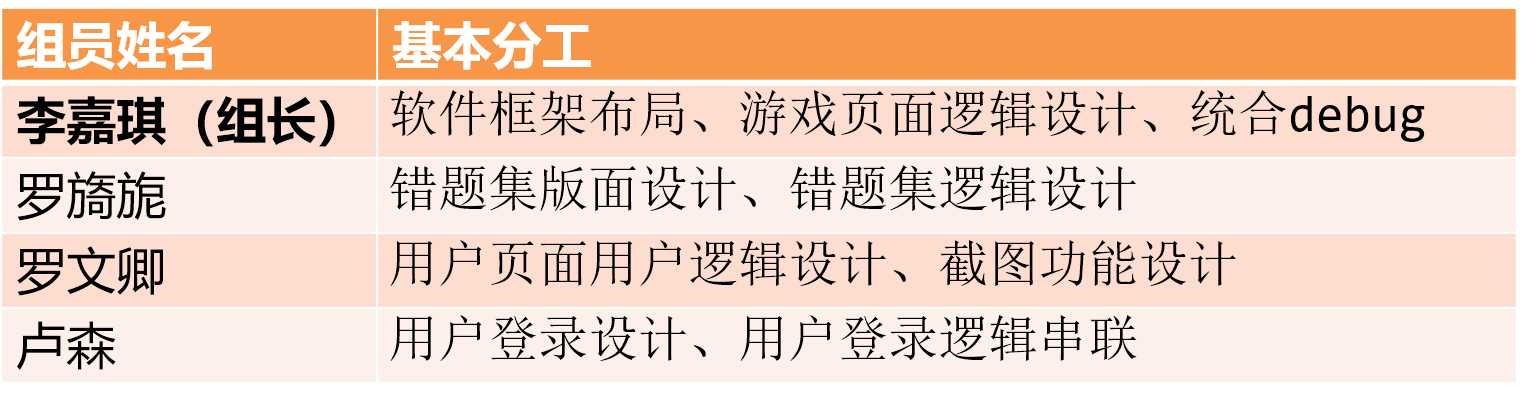 组员姓名 基本分工
李嘉琪（组长） 软件框架布局、游戏页面逻辑设计、统合debug
罗旖旎 错题集版面设计、错题集逻辑设计
罗文卿 用户页面用户逻辑设计、截图功能设计
卢森 用户登录设计、用户登录逻辑串联